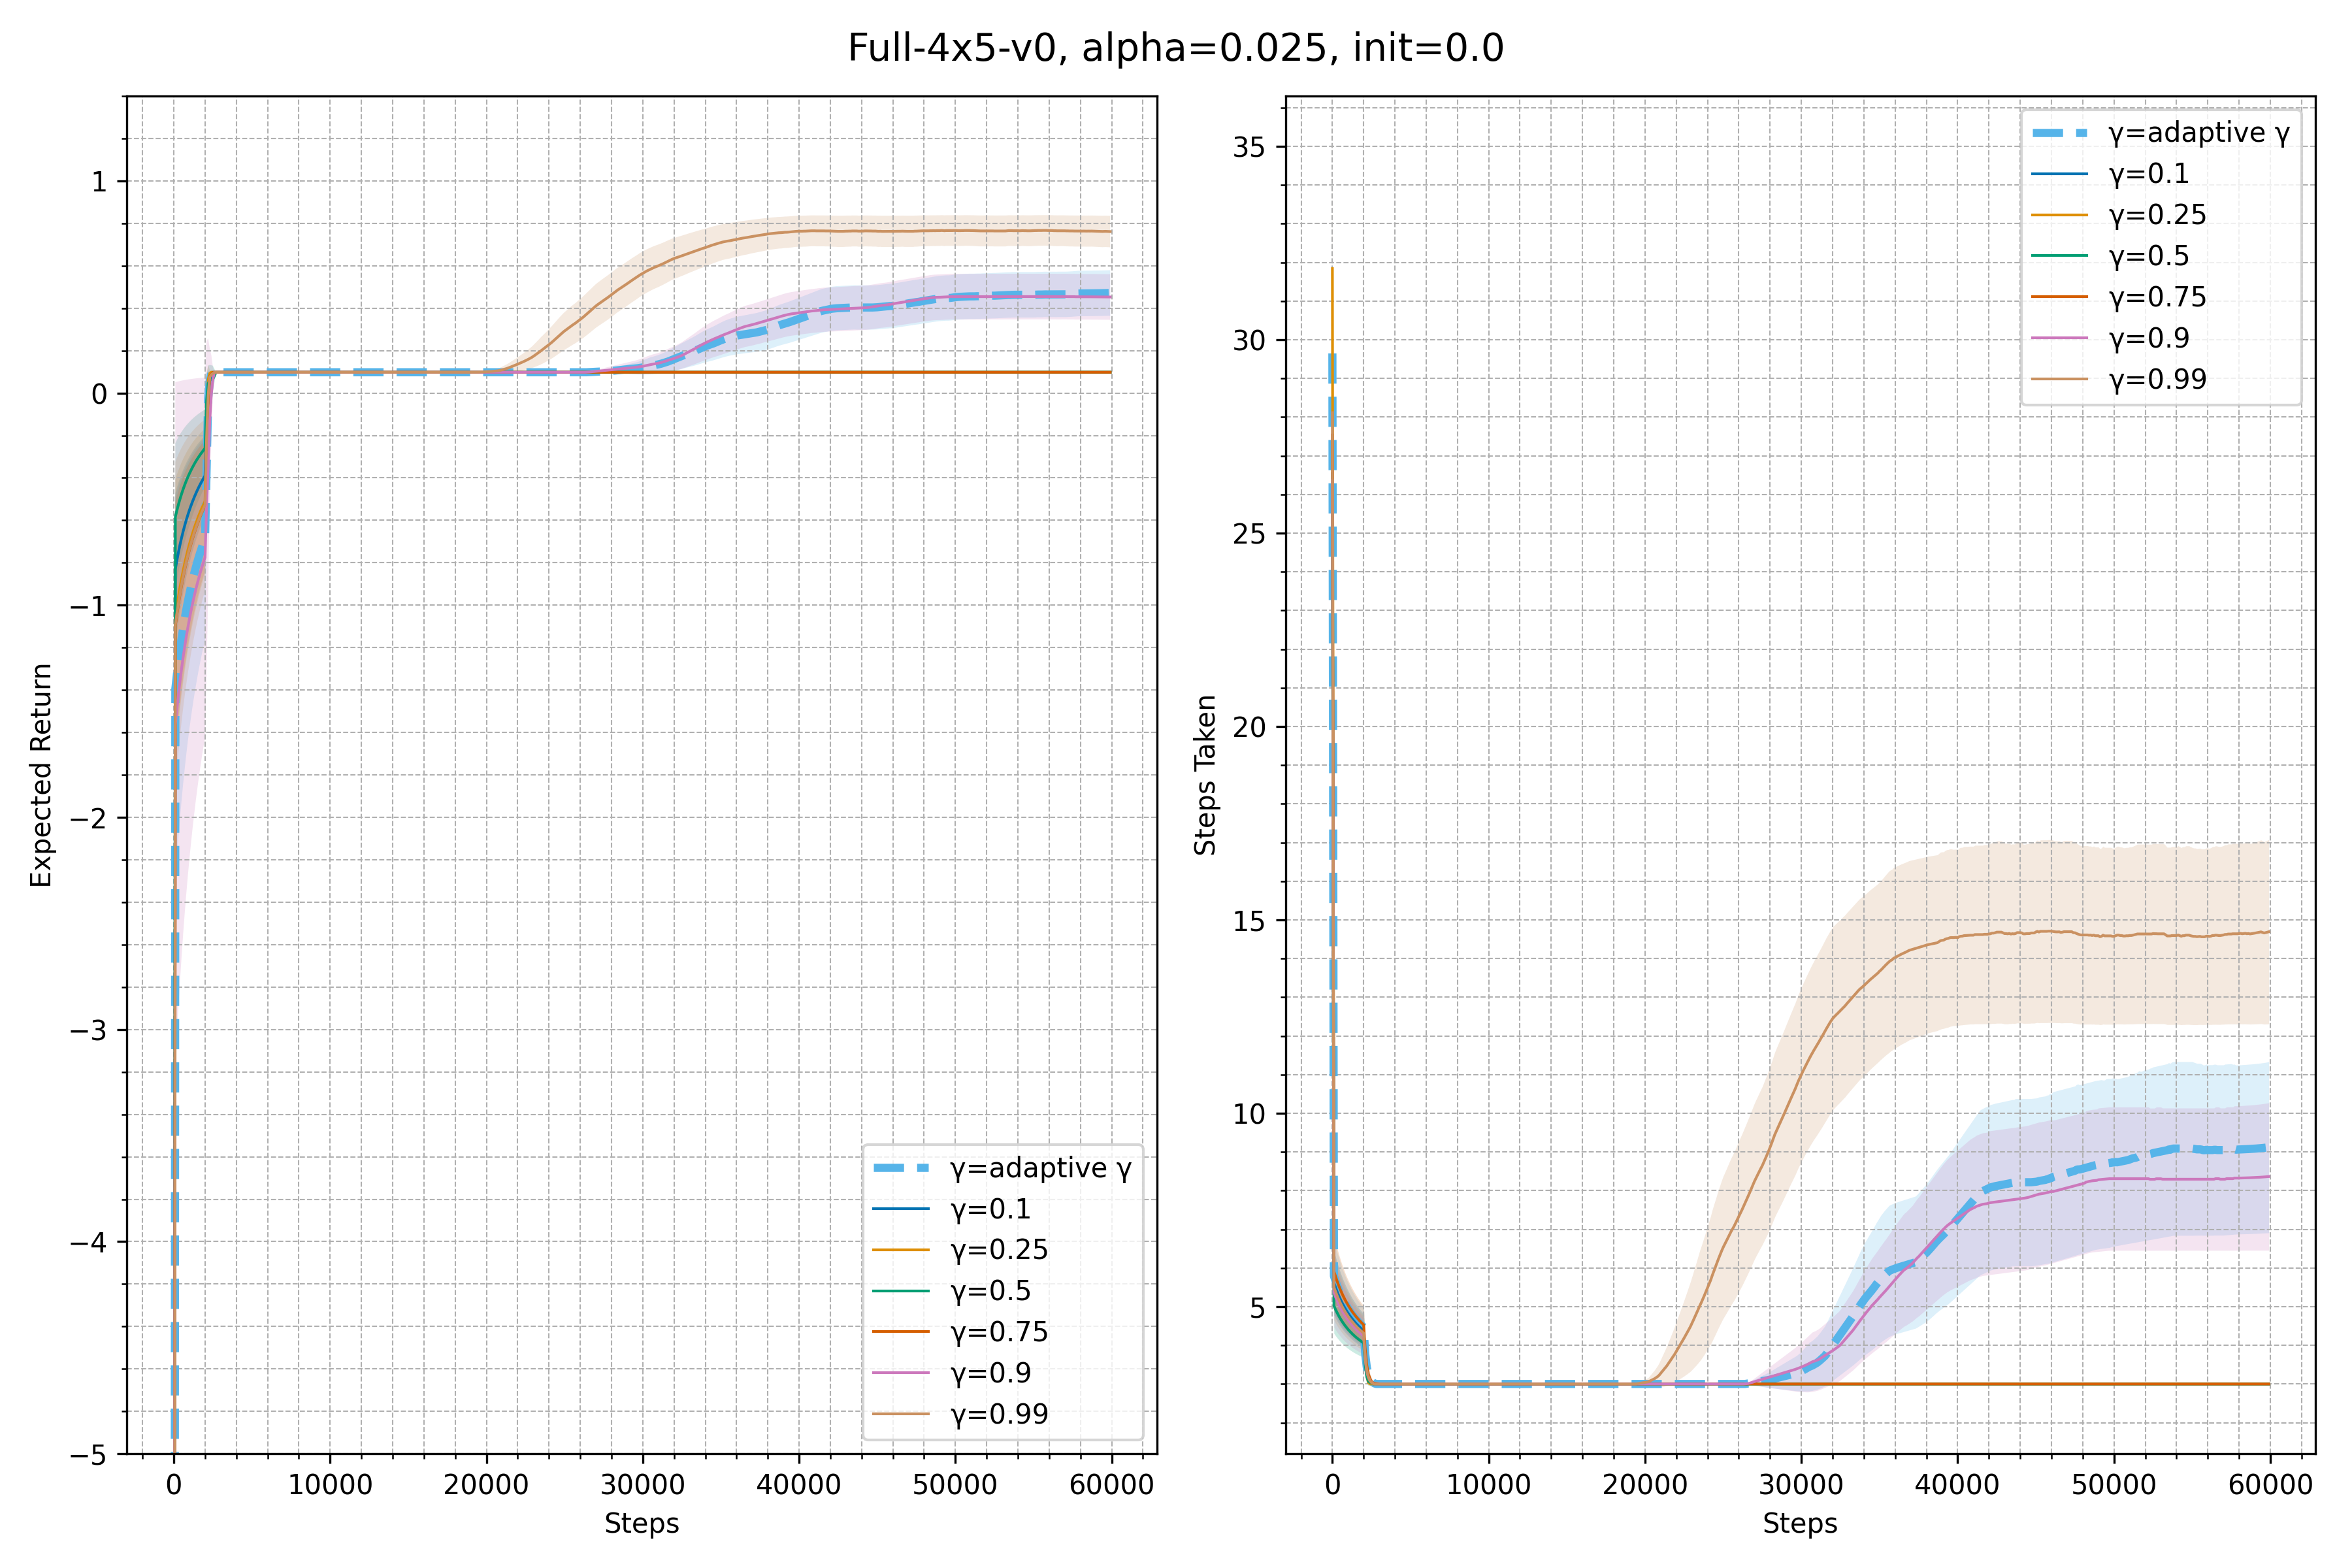 Full-4x5-v0, alpha=0.025, init=0.0
Expected Return
1
0
−1
−2
−3
−4
−5
0 10000 20000 30000 40000 50000 60000
Steps
γ=adaptive γ
γ=0.1
γ=0.25
γ=0.5
γ=0.75
γ=0.9
γ=0.99
Steps Taken
35
30
25
20
15
10
5
0 10000 20000 30000 40000 50000 60000
Steps
γ=adaptive γ
γ=0.1
γ=0.25
γ=0.5
γ=0.75
γ=0.9
γ=0.99